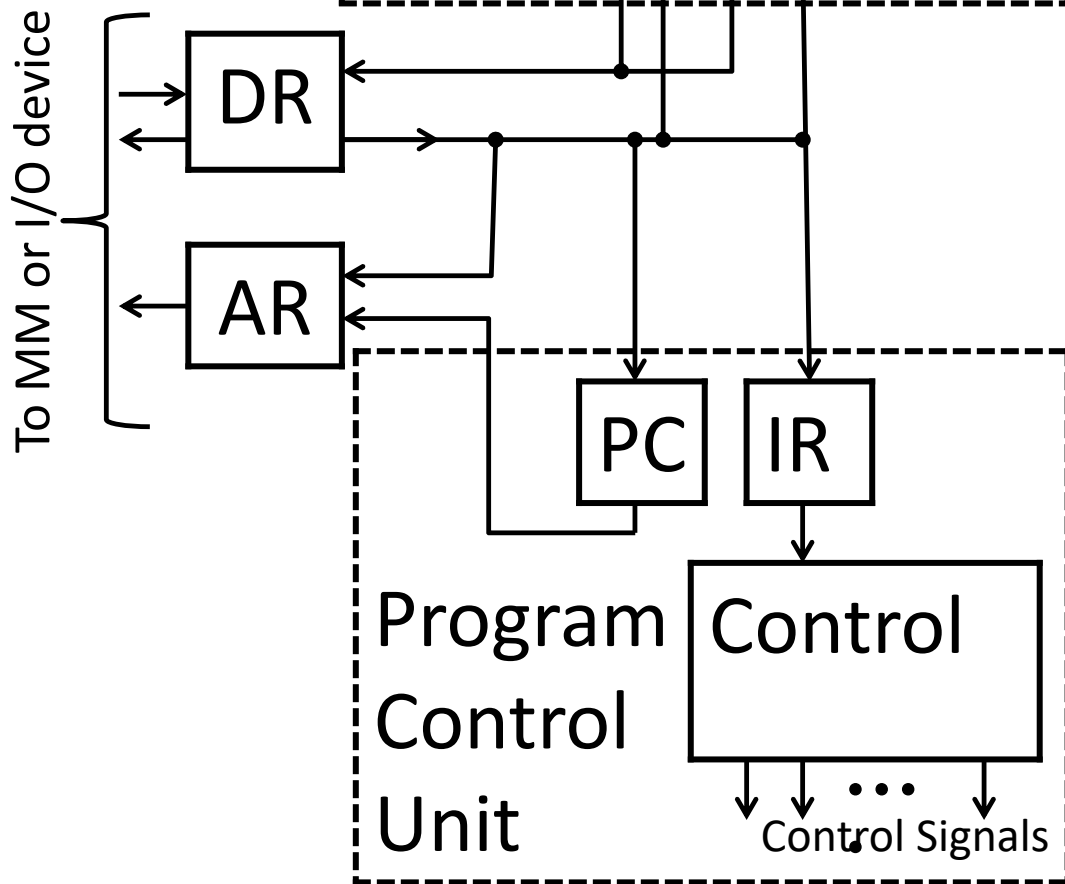 To MM or I/O device
DR
AR
PC
IR
Program
Control
Unit
Control
Control Signals